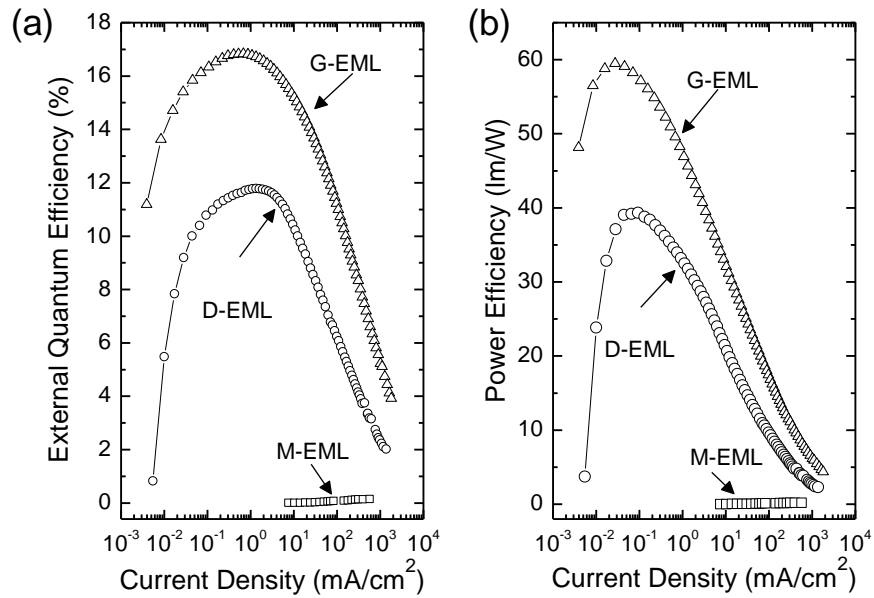 (a)
External Quantum Efficiency (%)
18
16
14
12
10
8
6
4
2
0
G-EML
D-EML
M-EML
10⁻³ 10⁻² 10⁻¹ 10⁰ 10¹ 10² 10³ 10⁴
Current Density (mA/cm²)
(b)
Power Efficiency (lm/W)
60
50
40
30
20
10
0
G-EML
D-EML
M-EML
10⁻³ 10⁻² 10⁻¹ 10⁰ 10¹ 10² 10³ 10⁴
Current Density (mA/cm²)